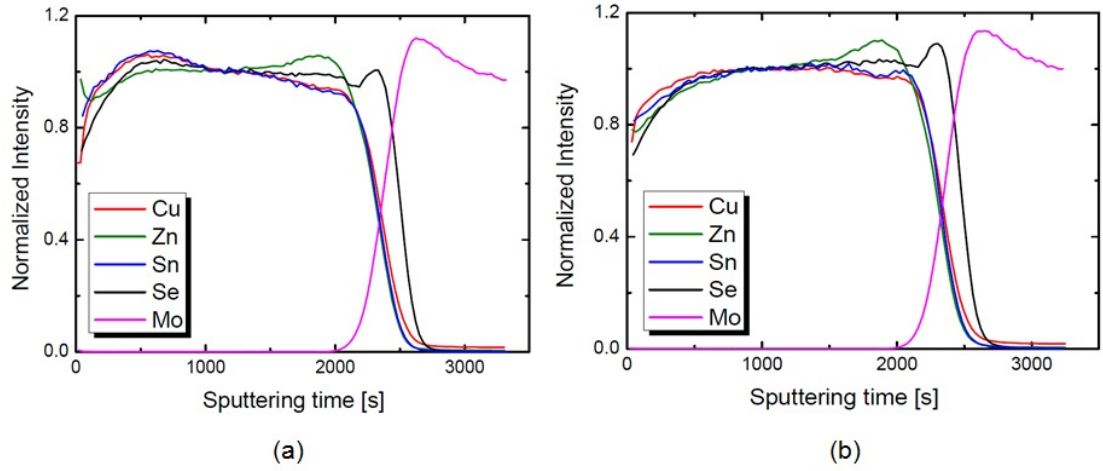 1.2
0.8
0.4
0.0
Normalized Intensity
Cu
Zn
Sn
Se
Mo
0
1000
2000
3000
Sputtering time [s]
(a)
1.2
0.8
0.4
0.0
Normalized Intensity
Cu
Zn
Sn
Se
Mo
0
1000
2000
3000
Sputtering time [s]
(b)